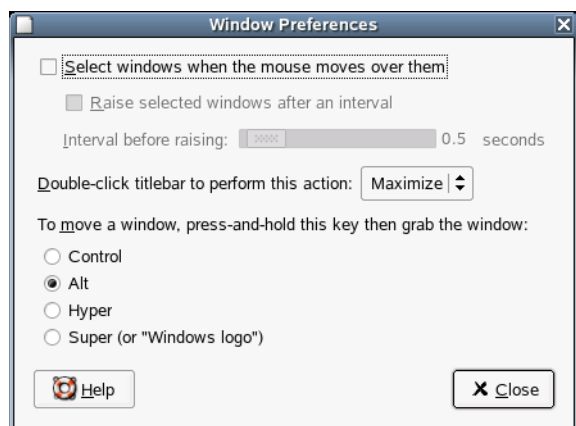 Window Preferences
Select windows when the mouse moves over them
Raise selected windows after an interval
Interval before raising: 0.5 seconds
Double-click titlebar to perform this action: Maximize
To move a window, press-and-hold this key then grab the window:
Control
Alt
Hyper
Super (or "Windows logo")
Help Close